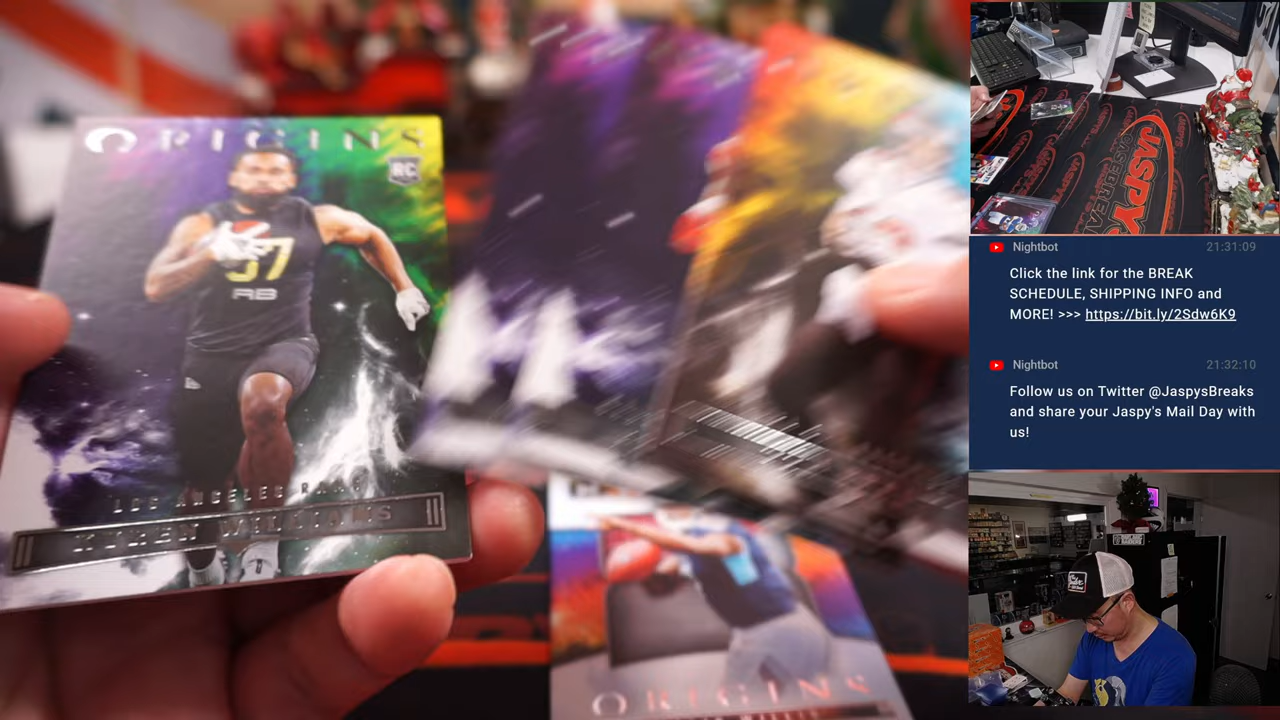 ORIGINS
RC
37
RB
LOS ANGELES RAMS
KYREN WILLIAMS
ORIGINS
JASPY'S
Nightbot 21:31:09
Click the link for the BREAK
SCHEDULE, SHIPPING INFO and
MORE! >>> https://bit.ly/2Sdw6K9
Nightbot 21:32:10
Follow us on Twitter @JaspysBreaks
and share your Jaspy's Mail Day with
us!